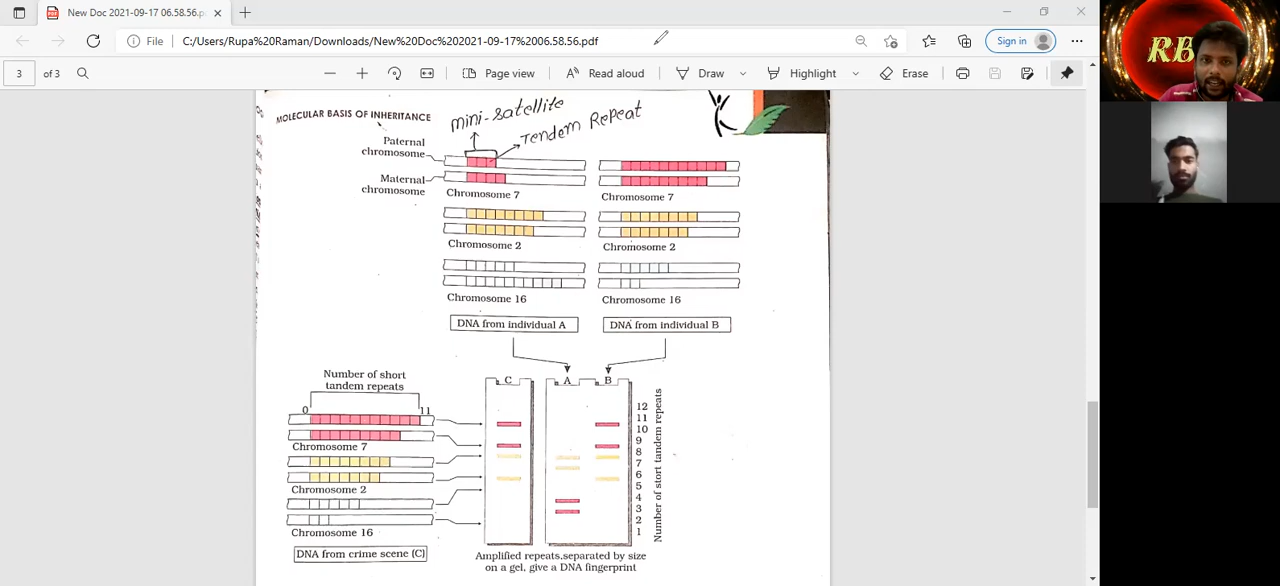 New Doc 2021-09-17 06.58.56.p
File
C:/Users/Rupa%20Raman/Downloads/New%20Doc%202021-09-17%2006.58.56.pdf
Sign in
3 of 3
Page view
Read aloud
Draw
Highlight
Erase
RB
MOLECULAR BASIS OF INHERITANCE
mini-satellite
Tendem Repeat
Paternal
chromosome
Maternal
chromosome
Chromosome 7
Chromosome 7
Chromosome 2
Chromosome 2
Chromosome 16
Chromosome 16
DNA from individual A
DNA from individual B
Number of short
tandem repeats
0
11
Chromosome 7
Chromosome 2
Chromosome 16
DNA from crime scene (C)
C
A
B
12
11
10
9
8
7
6
5
4
3
2
1
Number of stort tandem repeats
Amplified repeats,separated by size
on a gel, give a DNA fingerprint